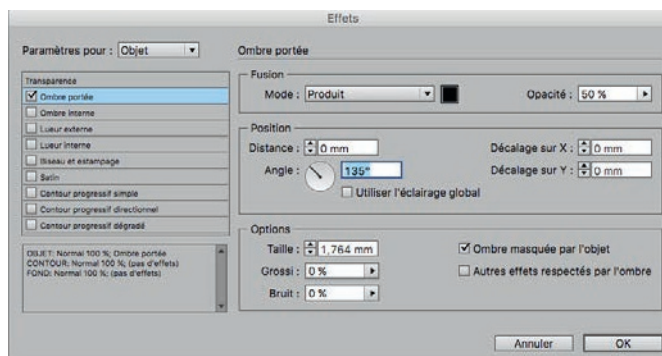 Effets
Paramètres pour : Objet
Transparence
Ombre portée
Ombre interne
Lueur externe
Lueur interne
Biseau et estampage
Satin
Contour progressif simple
Contour progressif directionnel
Contour progressif dégradé
OBJET: Normal 100 %; Ombre portée
CONTOUR: Normal 100 %; (pas d'effets)
FOND: Normal 100 %; (pas d'effets)
Ombre portée
Fusion
Mode : Produit
Opacité : 50 %
Position
Distance : 0 mm
Décalage sur X : 0 mm
Angle : 135°
Décalage sur Y : 0 mm
Utiliser l'éclairage global
Options
Taille : 1,764 mm
Ombre masquée par l'objet
Grossi : 0 %
Autres effets respectés par l'ombre
Bruit : 0 %
Annuler
OK